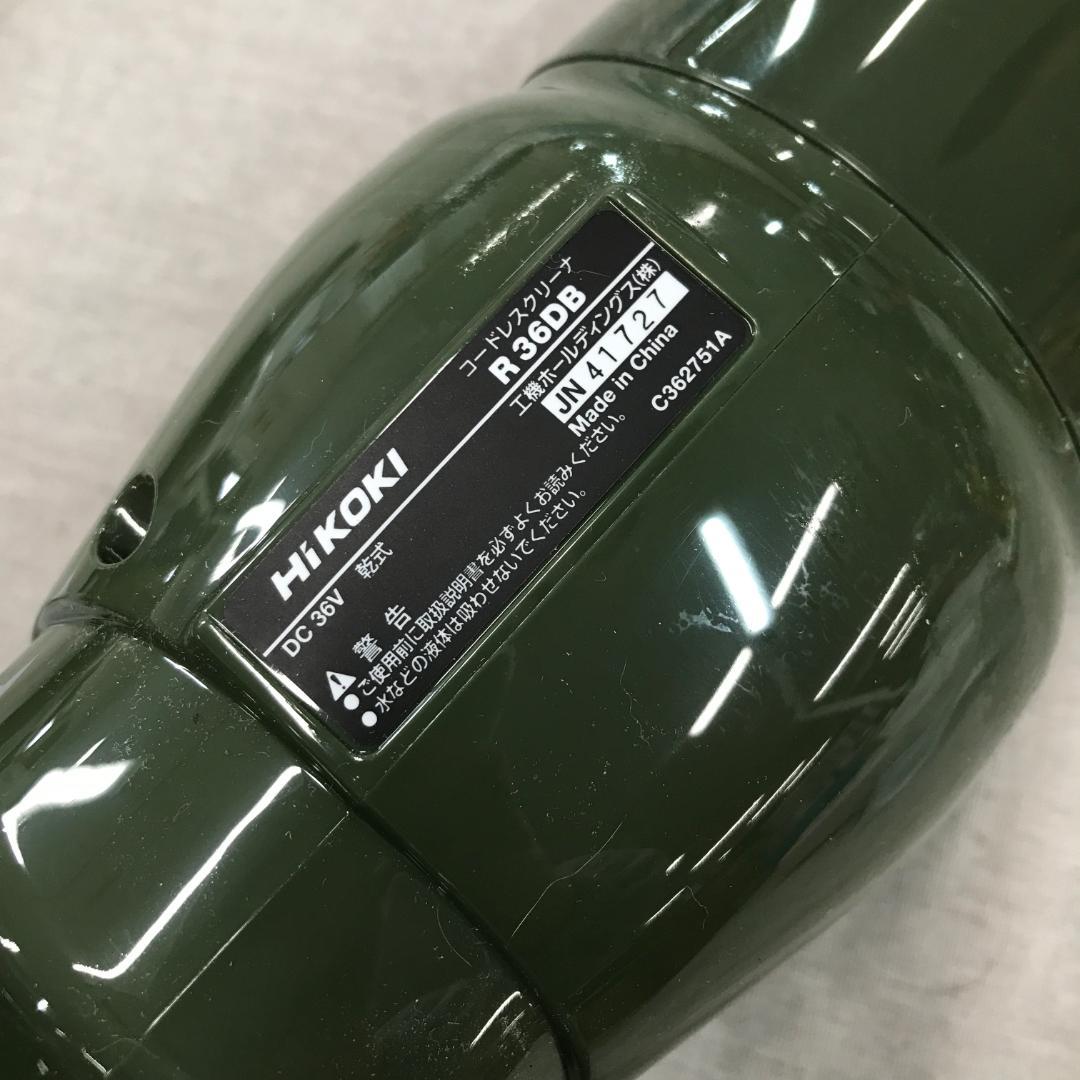 コードレスクリーナ
HiKOKI R 36DB
DC 36V 乾式 工機ホールディングス(株)
JN 41727
Made in China
⚠ 警告
●ご使用前に取扱説明書を必ずよくお読みください。
●水などの液体は吸わせないでください。
C362751A